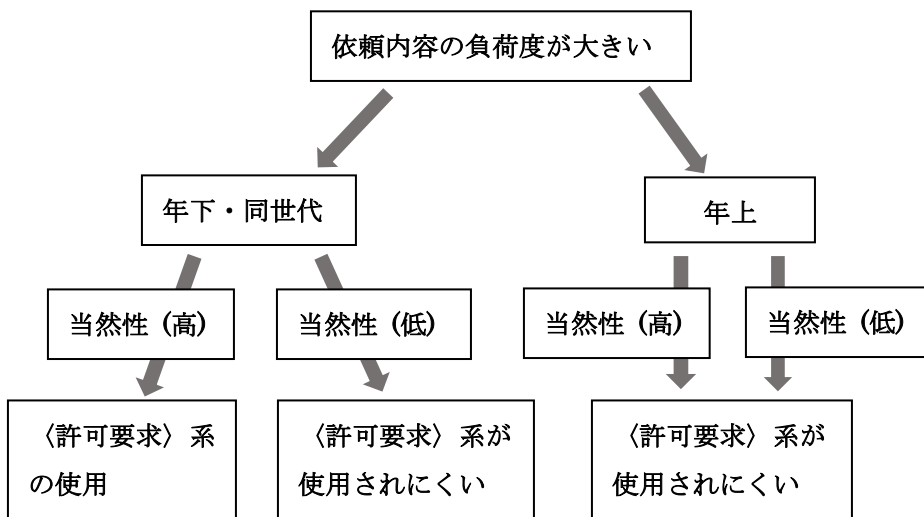 依頼内容の負荷度が大きい
年下・同世代
年上
当然性（高）
当然性（低）
当然性（高）
当然性（低）
〈許可要求〉系
の使用
〈許可要求〉系が
使用されにくい
〈許可要求〉系が
使用されにくい